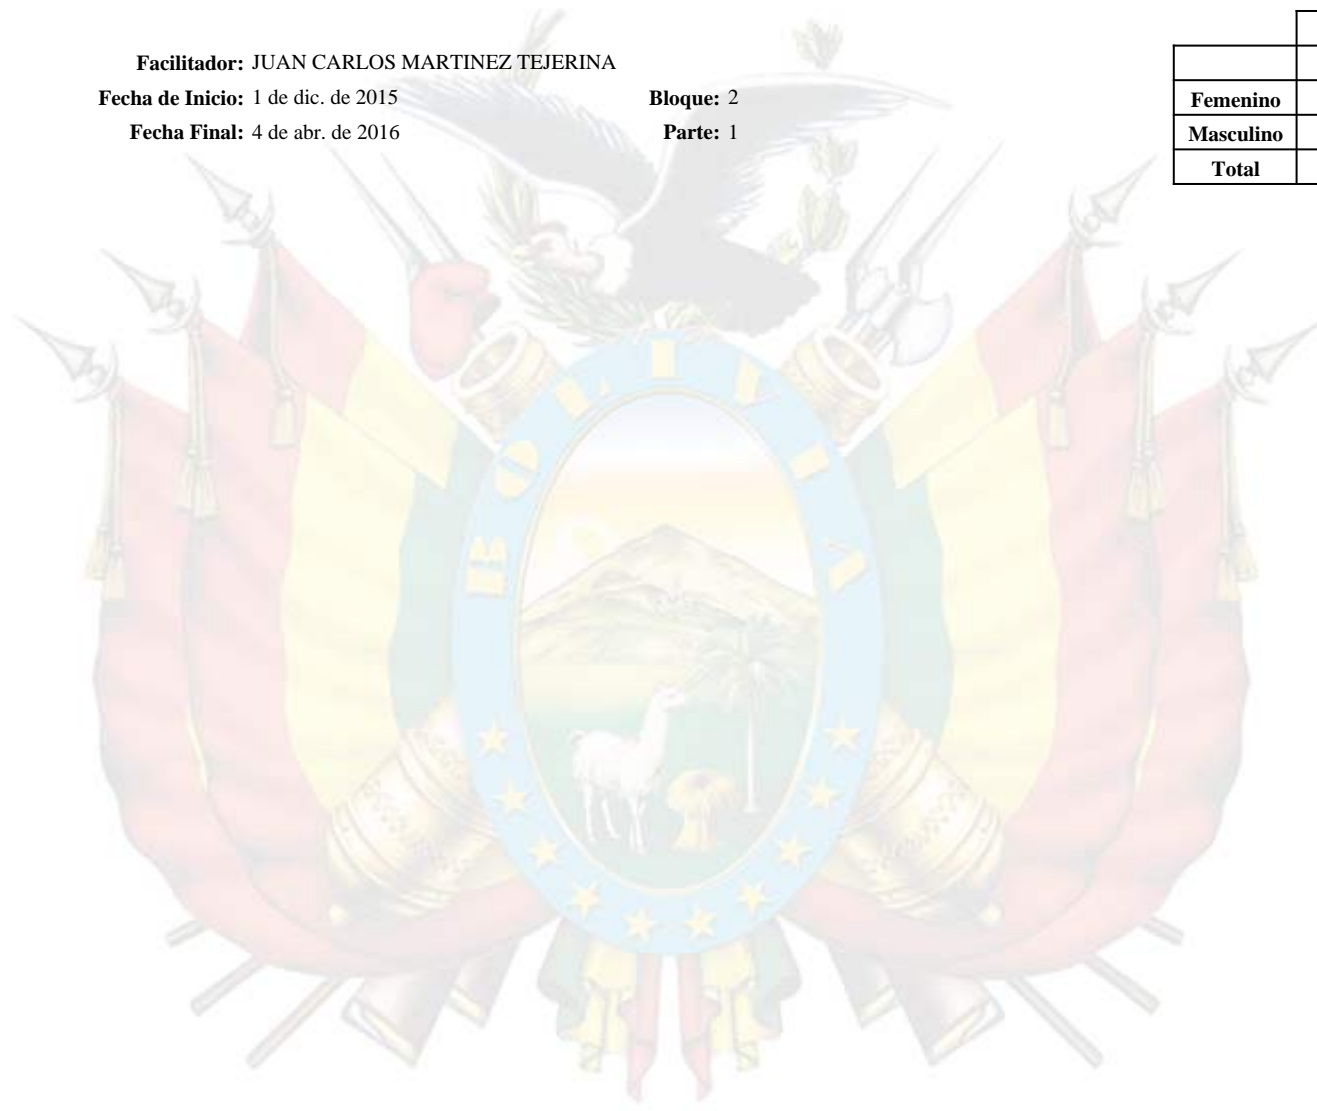 Facilitador: JUAN CARLOS MARTINEZ TEJERINA
Fecha de Inicio: 1 de dic. de 2015 Bloque: 2
Fecha Final: 4 de abr. de 2016 Parte: 1
Femenino
Masculino
Total
BOLIVIA